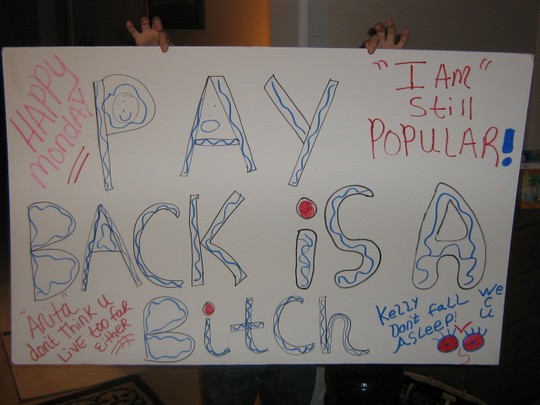 HAPPY
Monday
PAY
BACK iS A
Bitch
"I Am"
Still
POPULAR!
"Anuta"
don't Think U
Live too far
Either
Kelly
Don't fall
ASleep!
We
C
U